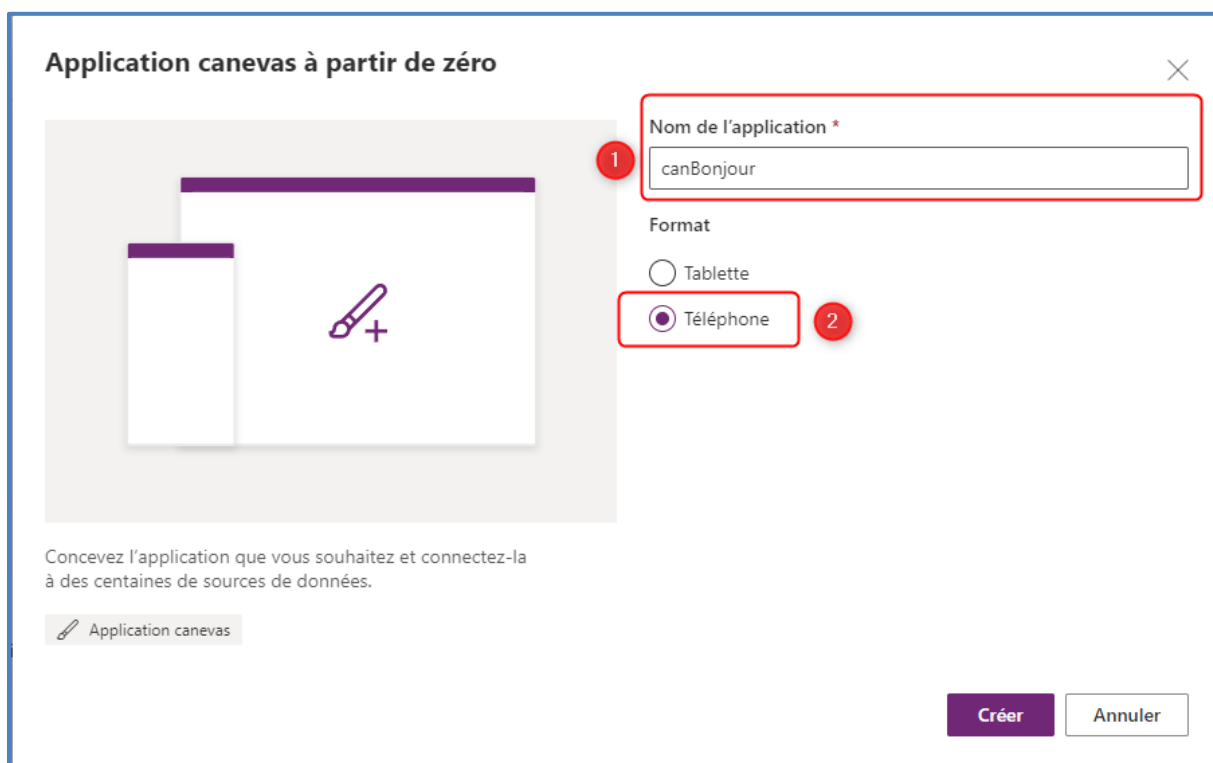 Application canevas à partir de zéro
Nom de l'application *
1
canBonjour
Format
Tablette
Téléphone
2
Concevez l'application que vous souhaitez et connectez-la
à des centaines de sources de données.
Application canevas
Créer
Annuler